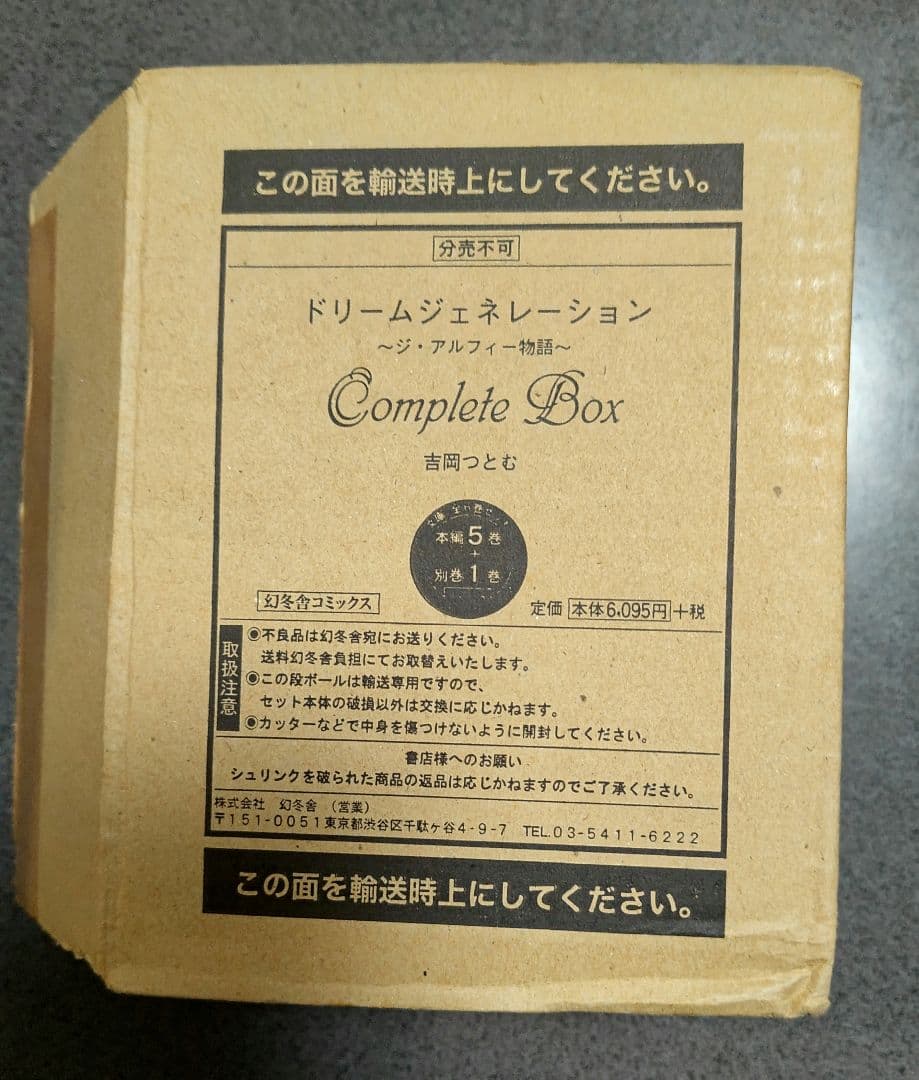 この面を輸送時上にしてください。
分売不可
ドリームジェネレーション
～ジ・アルフィー物語～
Complete Box
吉岡つとむ
文庫 全6巻セット
本編5巻
+
別巻1巻
幻冬舎コミックス
定価 本体6,095円+税
取扱注意
◉不良品は幻冬舎宛にお送りください。
送料幻冬舎負担にてお取替えいたします。
◉この段ボールは輸送専用ですので、
セット本体の破損以外は交換に応じかねます。
◉カッターなどで中身を傷つけないように開封してください。
書店様へのお願い
シュリンクを破られた商品の返品は応じかねますのでご了承ください。
株式会社 幻冬舎 (営業)
〒151-0051東京都渋谷区千駄ヶ谷4-9-7 TEL.03-5411-6222
この面を輸送時上にしてください。